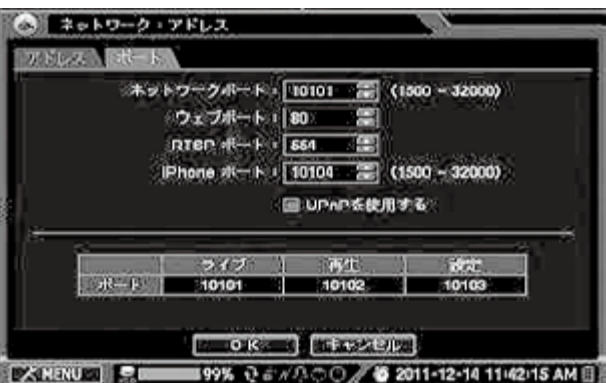 ネットワーク：アドレス
アドレス ポート
ネットワークポート： 10101 (1500 ~ 32000)
ウェブポート： 80
RTSP ポート： 554
iPhone ポート： 10104 (1500 ~ 32000)
UPnPを使用する
ライブ 再生 設定
ポート 10101 10102 10103
OK キャンセル
MENU 99% 2011-12-14 11:42:15 AM